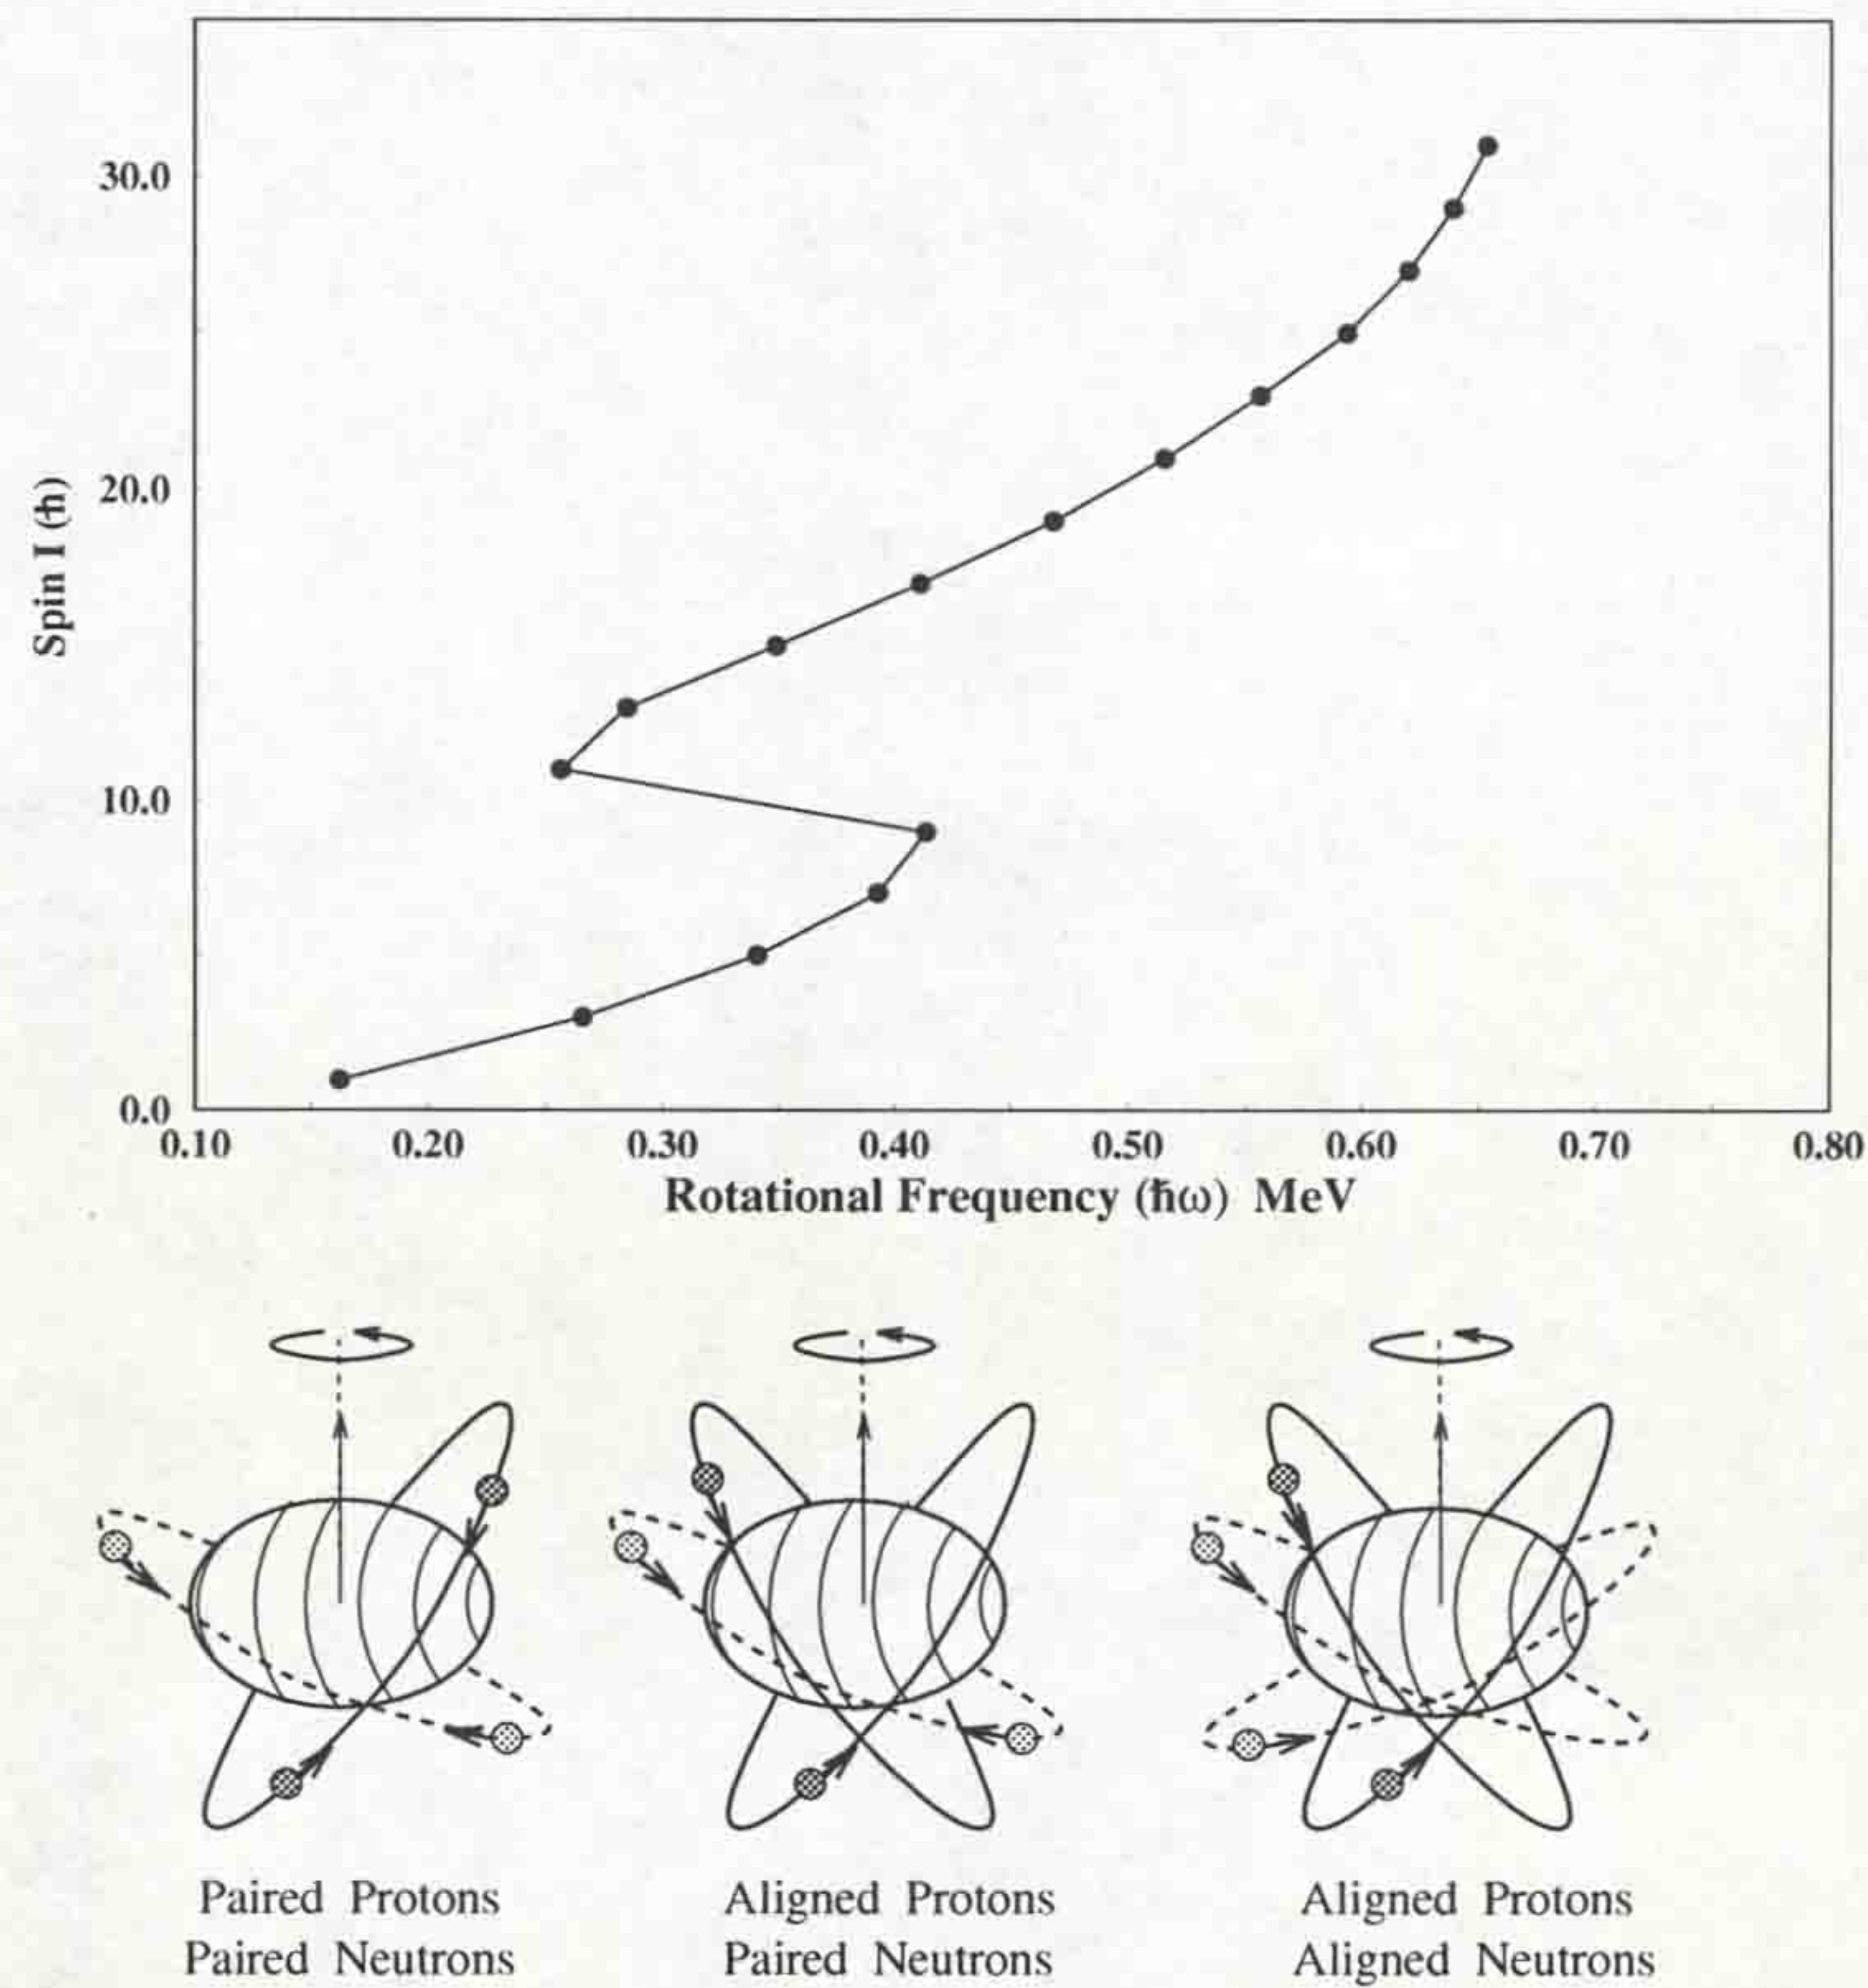 30.0
20.0
10.0
0.0
Spin I (ħ)
0.10 0.20 0.30 0.40 0.50 0.60 0.70 0.80
Rotational Frequency (ħω) MeV
Paired Protons
Paired Neutrons
Aligned Protons
Paired Neutrons
Aligned Protons
Aligned Neutrons